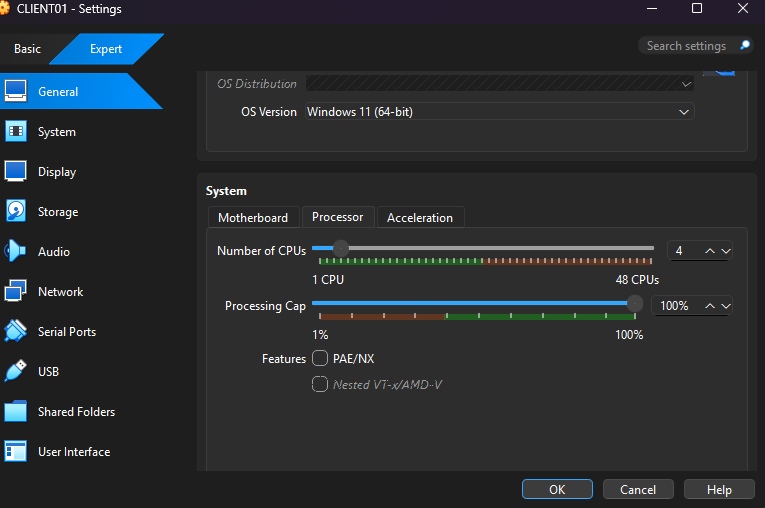 CLIENT01 - Settings
Basic
Expert
Search settings
General
System
Display
Storage
Audio
Network
Serial Ports
USB
Shared Folders
User Interface
OS Distribution
OS Version Windows 11 (64-bit)
System
Motherboard Processor Acceleration
Number of CPUs 4
1 CPU 48 CPUs
Processing Cap 100%
1% 100%
Features PAE/NX
Nested VT-x/AMD-V
OK Cancel Help